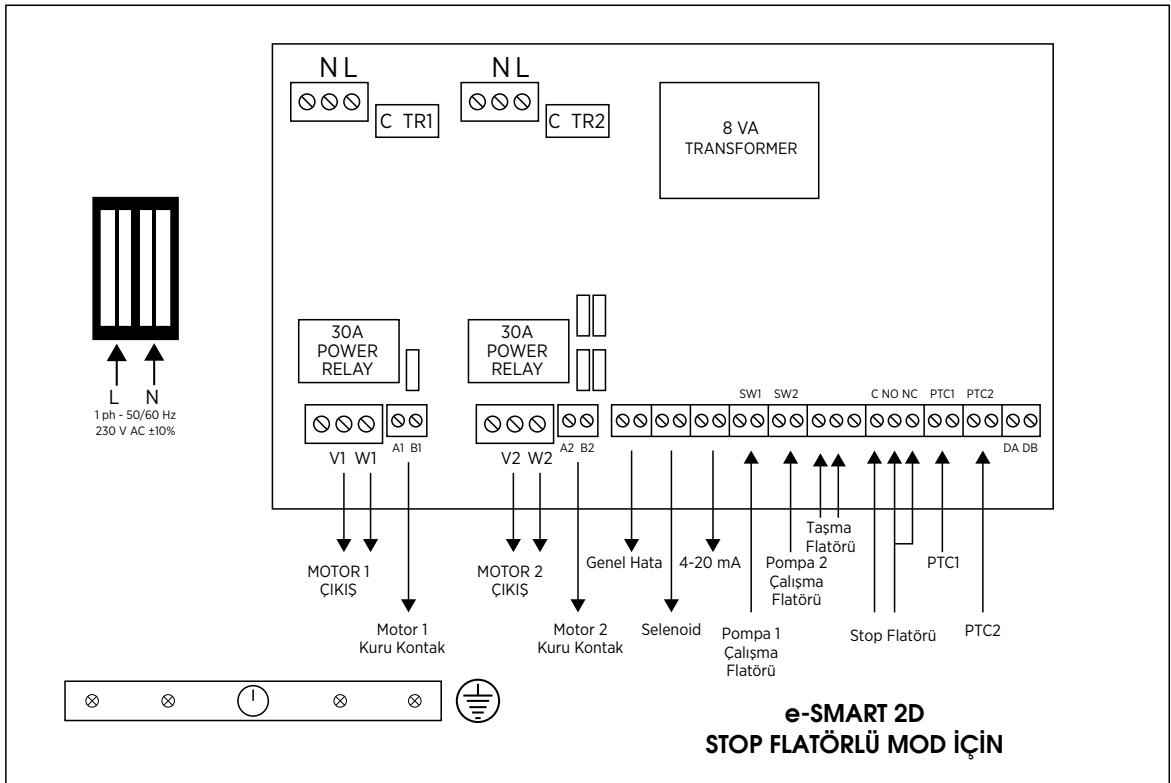 N L
N L
C TR1
C TR2
8 VA
TRANSFORMER
30A
POWER
RELAY
30A
POWER
RELAY
L N
1 ph - 50/60 Hz
230 V AC ±10%
SW1 SW2 C NO NC PTC1 PTC2
V1 W1 A1 B1 V2 W2 A2 B2 DA DB
MOTOR 1
ÇIKIŞ
Motor 1
Kuru Kontak
MOTOR 2
ÇIKIŞ
Motor 2
Kuru Kontak
Genel Hata
Selenoid
4-20 mA
Pompa 1
Çalışma
Flatörü
Pompa 2
Çalışma
Flatörü
Taşma
Flatörü
Stop Flatörü
PTC1
PTC2
e-SMART 2D
STOP FLATÖRLÜ MOD İÇİN